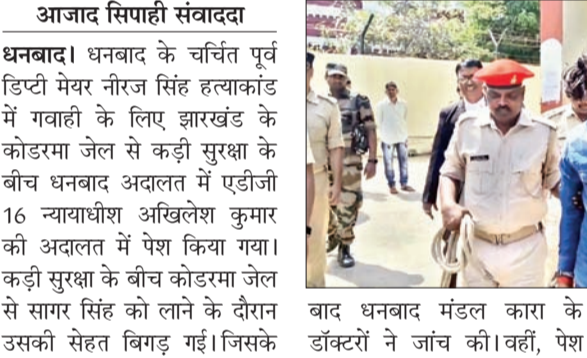 आजाद सिपाही संवाददा
धनबाद। धनबाद के चर्चित पूर्व
डिप्टी मेयर नीरज सिंह हत्याकांड
में गवाही के लिए झारखंड के
कोडरमा जेल से कड़ी सुरक्षा के
बीच धनबाद अदालत में एडीजी
16 न्यायाधीश अखिलेश कुमार
की अदालत में पेश किया गया।
कड़ी सुरक्षा के बीच कोडरमा जेल
से सागर सिंह को लाने के दौरान
उसकी सेहत बिगड़ गई।जिसके
बाद धनबाद मंडल कारा के
डॉक्टरों ने जांच की।वहीं, पेश